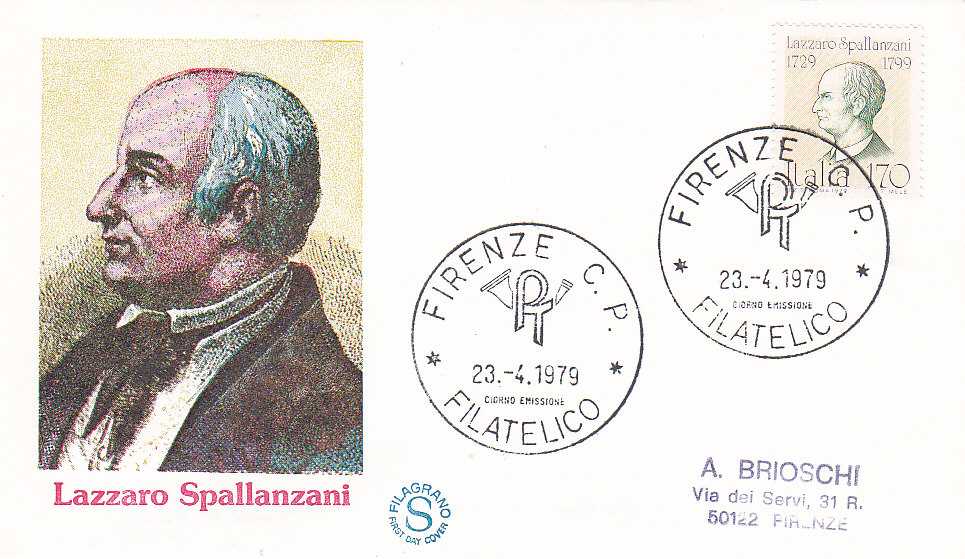 Lazzaro Spallanzani
1729 1799
Italia 170
FIRENZE C. P.
23.-4.1979
GIORNO EMISSIONE
FILATELICO
FIRENZE C. P.
23.-4.1979
GIORNO EMISSIONE
FILATELICO
Lazzaro Spallanzani
FILAGRANO
S
FIRST DAY COVER
A. BRIOSCHI
Via dei Servi, 31 R.
50122 FIRENZE